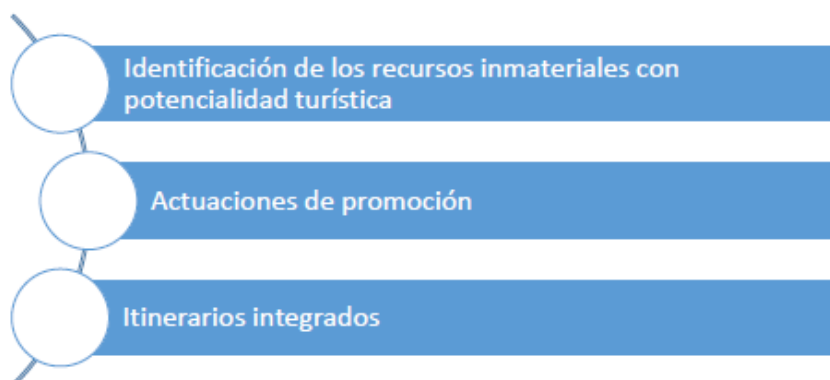 Identificación de los recursos inmateriales con
potencialidad turística
Actuaciones de promoción
Itinerarios integrados